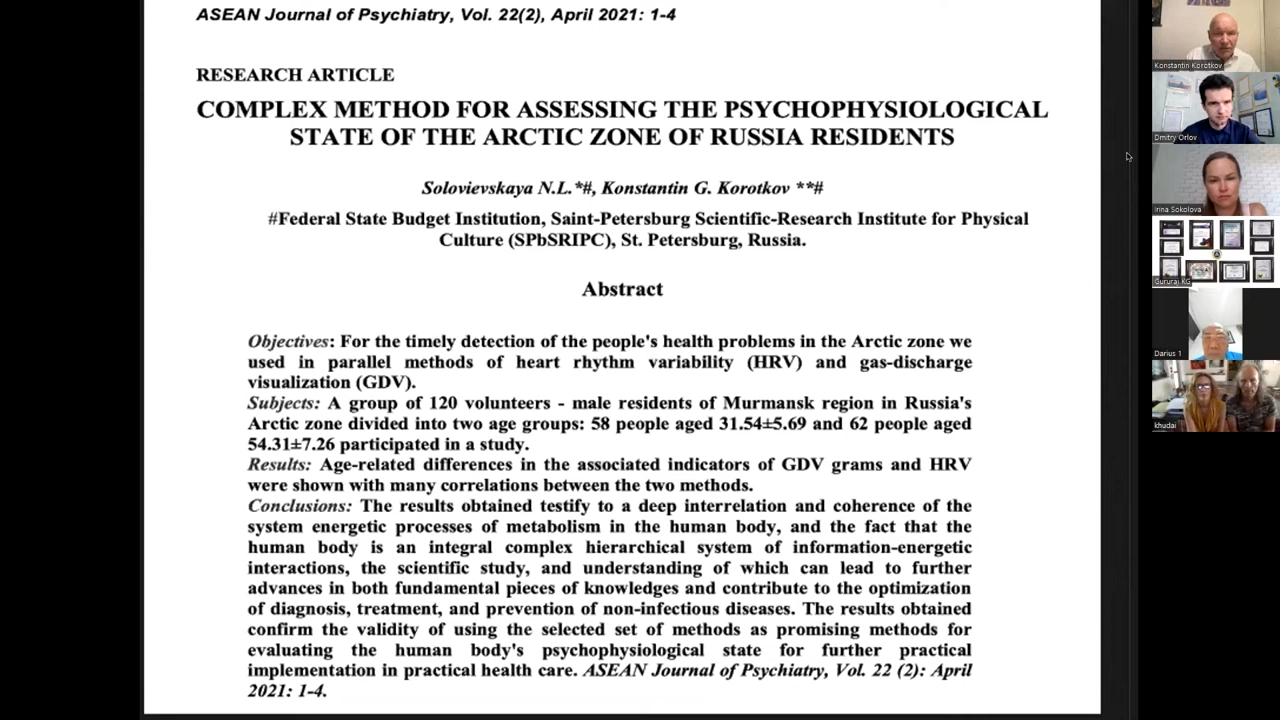 ASEAN Journal of Psychiatry, Vol. 22(2), April 2021: 1-4
RESEARCH ARTICLE
COMPLEX METHOD FOR ASSESSING THE PSYCHOPHYSIOLOGICAL
STATE OF THE ARCTIC ZONE OF RUSSIA RESIDENTS
Solovievskaya N.L.*#, Konstantin G. Korotkov **#
#Federal State Budget Institution, Saint-Petersburg Scientific-Research Institute for Physical
Culture (SPbSRIPC), St. Petersburg, Russia.
Abstract
Objectives: For the timely detection of the people's health problems in the Arctic zone we
used in parallel methods of heart rhythm variability (HRV) and gas-discharge
visualization (GDV).
Subjects: A group of 120 volunteers - male residents of Murmansk region in Russia's
Arctic zone divided into two age groups: 58 people aged 31.54±5.69 and 62 people aged
54.31±7.26 participated in a study.
Results: Age-related differences in the associated indicators of GDV grams and HRV
were shown with many correlations between the two methods.
Conclusions: The results obtained testify to a deep interrelation and coherence of the
system energetic processes of metabolism in the human body, and the fact that the
human body is an integral complex hierarchical system of information-energetic
interactions, the scientific study, and understanding of which can lead to further
advances in both fundamental pieces of knowledges and contribute to the optimization
of diagnosis, treatment, and prevention of non-infectious diseases. The results obtained
confirm the validity of using the selected set of methods as promising methods for
evaluating the human body's psychophysiological state for further practical
implementation in practical health care. ASEAN Journal of Psychiatry, Vol. 22 (2): April
2021: 1-4.
Konstantin Korotkov
Dmitry Orlov
Irina Sokolova
Gururaj KG
Darius 1
khudai